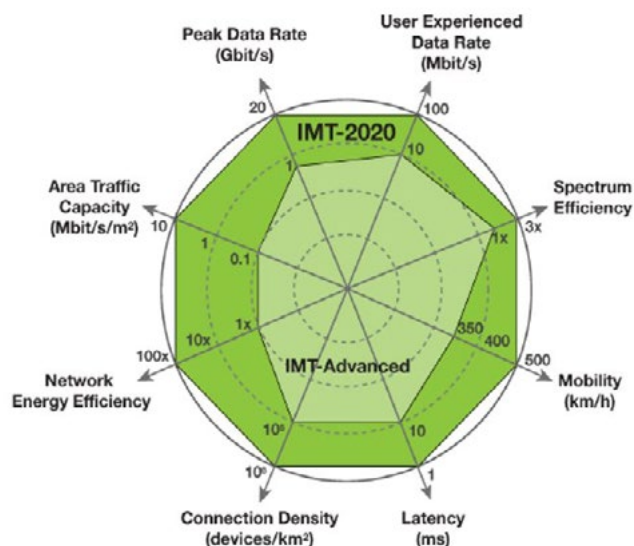 Peak Data Rate
(Gbit/s)
User Experienced
Data Rate
(Mbit/s)
20
100
IMT-2020
1
10
Area Traffic
Capacity
(Mbit/s/m²)
Spectrum
Efficiency
10
1
0.1
1x
3x
1x
10x
100x
350
400
500
Network
Energy Efficiency
IMT-Advanced
Mobility
(km/h)
10
10⁶
1
Connection Density
(devices/km²)
Latency
(ms)